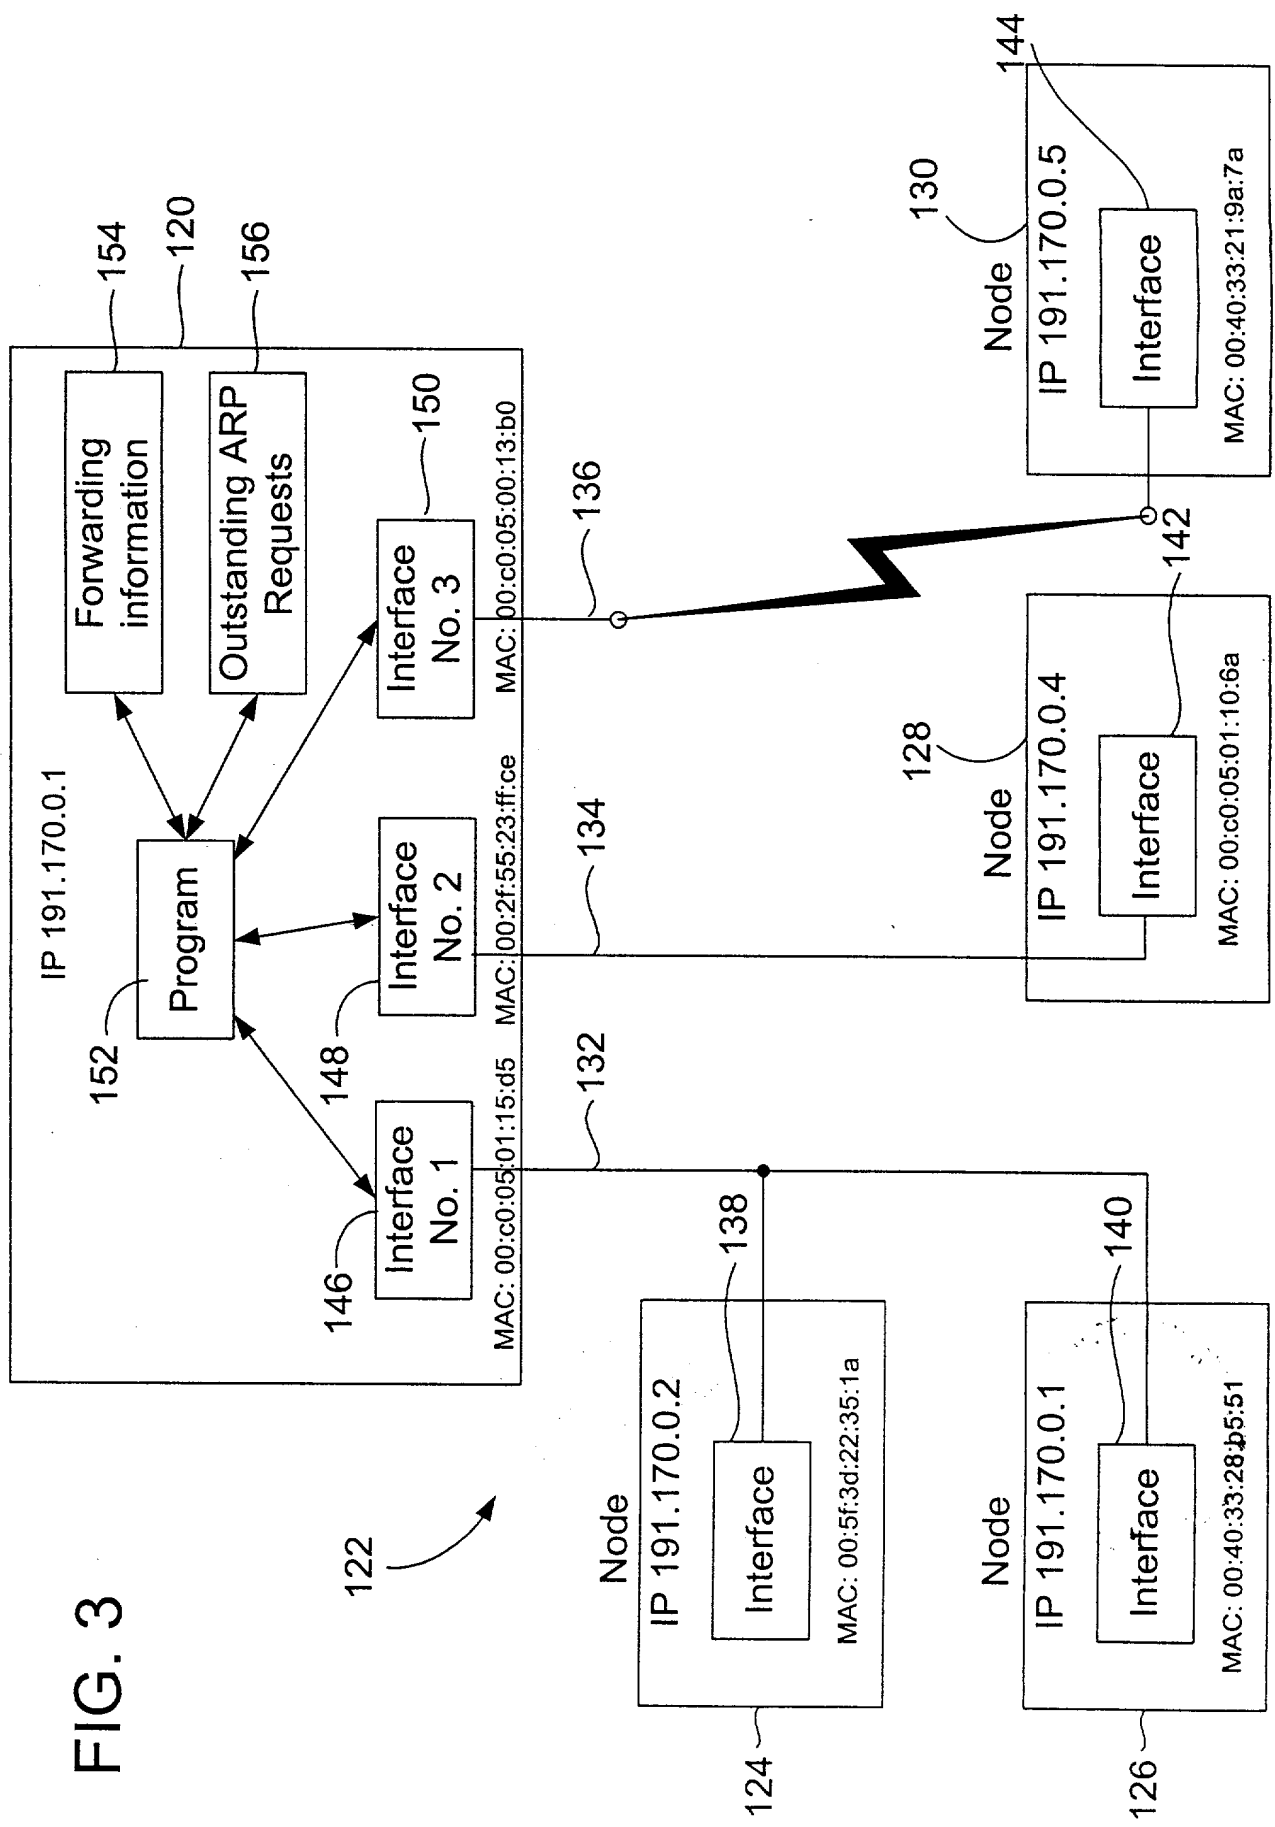 FIG. 3
122
IP 191.170.0.1
152
Program
Forwarding
information
154
120
Outstanding ARP
Requests
156
146
Interface
No. 1
148
Interface
No. 2
Interface
No. 3
150
MAC: 00:c0:05:01:15:d5
MAC: 00:2f:55:23:ff:ce
MAC: 00:c0:05:00:13:b0
132
134
136
Node
138
IP 191.170.0.2
Interface
MAC: 00:5f:3d:22:35:1a
124
Node
140
IP 191.170.0.1
Interface
MAC: 00:40:33:28:b5:51
126
128
Node
142
IP 191.170.0.4
Interface
MAC: 00:c0:05:01:10:6a
130
Node
144
IP 191.170.0.5
Interface
MAC: 00:40:33:21:9a:7a